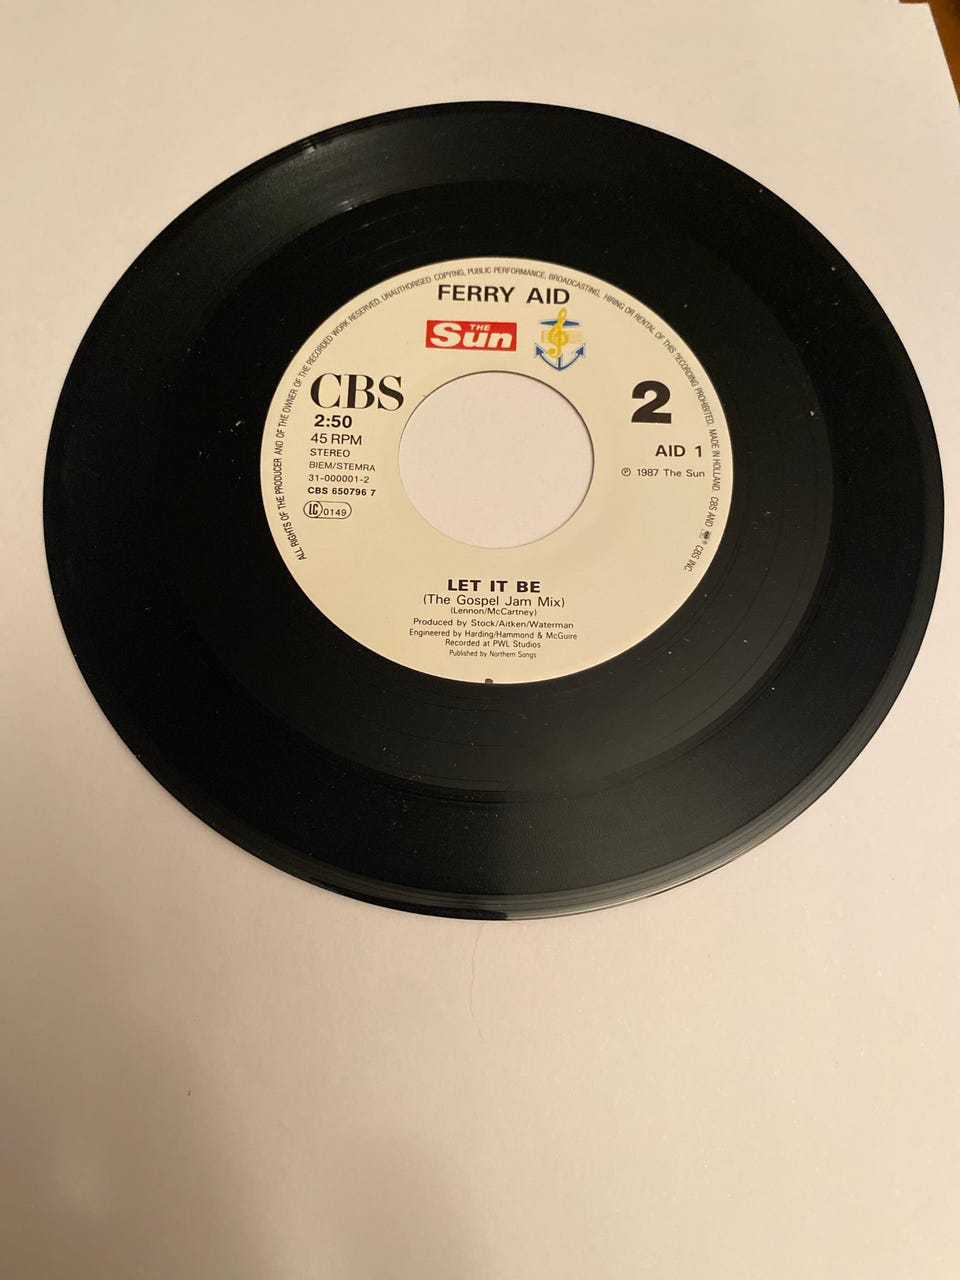 ALL RIGHTS OF THE PRODUCER AND OF THE OWNER OF THE RECORDED WORK RESERVED. UNAUTHORISED COPYING, PUBLIC PERFORMANCE, BROADCASTING, HIRING OR RENTAL OF THIS RECORDING PROHIBITED. MADE IN HOLLAND. CBS AND ® CBS INC.
FERRY AID
THE
Sun
CBS
2:50
45 RPM
STEREO
BIEM/STEMRA
31-000001-2
CBS 650796 7
LC 0149
2
AID 1
℗ 1987 The Sun
LET IT BE
(The Gospel Jam Mix)
(Lennon/McCartney)
Produced by Stock/Aitken/Waterman
Engineered by Harding/Hammond & McGuire
Recorded at PWL Studios
Published by Northern Songs